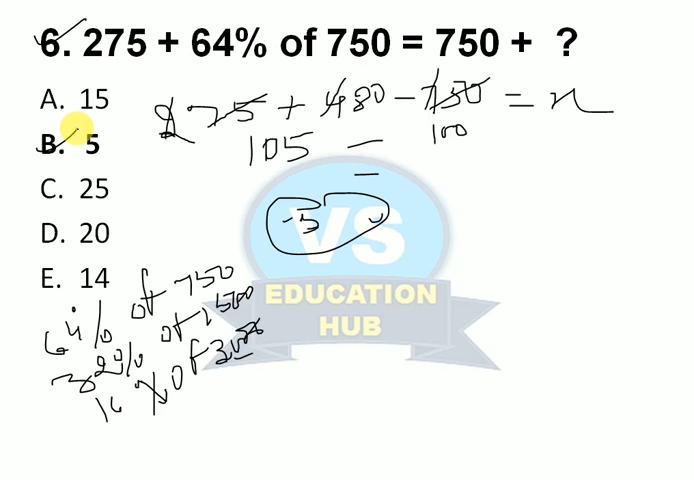 6. 275 + 64% of 750 = 750 + ?
A. 15
275 + 480 - 750 = x
B. 5
105 =
100
C. 25
5
D. 20
VS
E. 14
EDUCATION
HUB
64% of 750
32% of 1500
16% of 3000